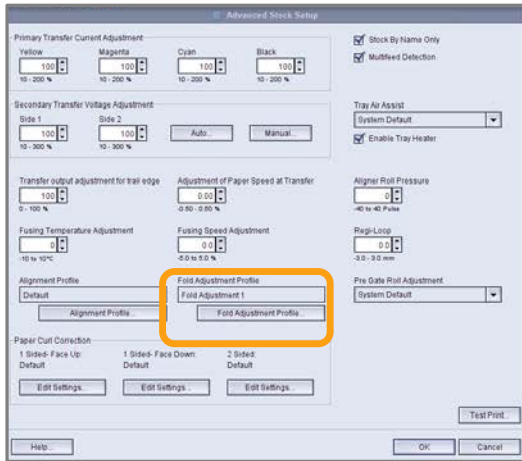 Advanced Stock Setup
Primary Transfer Current Adjustment
Yellow Magenta Cyan Black
100 100 100 100
10 - 200 % 10 - 200 % 10 - 200 % 10 - 200 %
Stock By Name Only
Multifeed Detection
Secondary Transfer Voltage Adjustment
Side 1 Side 2
100 100 Auto... Manual...
10 - 300 % 10 - 300 %
Tray Air Assist
System Default
Enable Tray Heater
Transfer output adjustment for trail edge Adjustment of Paper Speed at Transfer Aligner Roll Pressure
100 0.00 0
0 - 100 % -0.50 - 0.50 % -40 to 40 Pulse
Fusing Temperature Adjustment Fusing Speed Adjustment Regi-Loop
0 0.0 0.0
-10 to 10°C -5.0 to 5.0 % -3.0 - 3.0 mm
Alignment Profile Fold Adjustment Profile Pre Gate Roll Adjustment
Default Fold Adjustment 1 System Default
Alignment Profile... Fold Adjustment Profile...
Paper Curl Correction
1 Sided- Face Up: 1 Sided- Face Down: 2 Sided:
Default Default Default
Edit Settings... Edit Settings... Edit Settings...
Test Print...
Help... OK Cancel